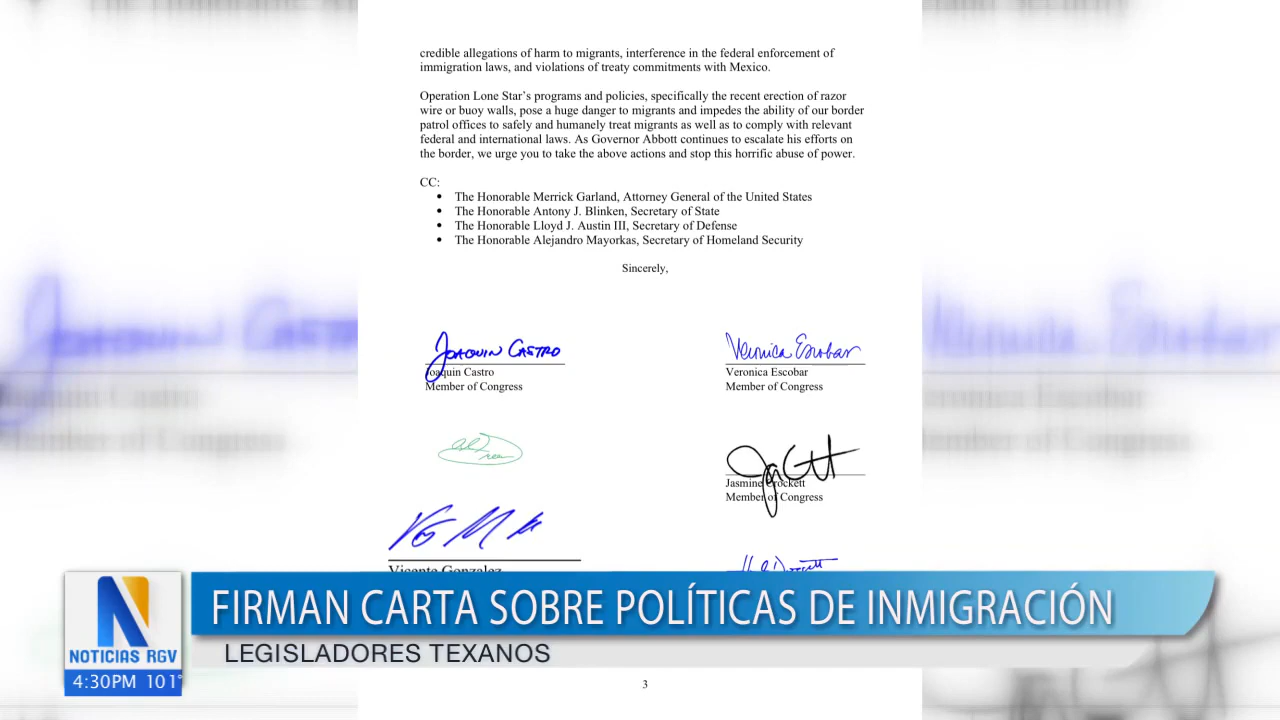 credible allegations of harm to migrants, interference in the federal enforcement of
immigration laws, and violations of treaty commitments with Mexico.
Operation Lone Star's programs and policies, specifically the recent erection of razor
wire or buoy walls, pose a huge danger to migrants and impedes the ability of our border
patrol offices to safely and humanely treat migrants as well as to comply with relevant
federal and international laws. As Governor Abbott continues to escalate his efforts on
the border, we urge you to take the above actions and stop this horrific abuse of power.
CC:
• The Honorable Merrick Garland, Attorney General of the United States
• The Honorable Antony J. Blinken, Secretary of State
• The Honorable Lloyd J. Austin III, Secretary of Defense
• The Honorable Alejandro Mayorkas, Secretary of Homeland Security
Sincerely,
Joaquin Castro
Veronica Escobar
Joaquin Castro
Veronica Escobar
Member of Congress
Member of Congress
Jasmine Crockett
Member of Congress
Vicente Gonzalez
FIRMAN CARTA SOBRE POLÍTICAS DE INMIGRACIÓN
LEGISLADORES TEXANOS
N
NOTICIAS RGV
4:30PM 101°
3